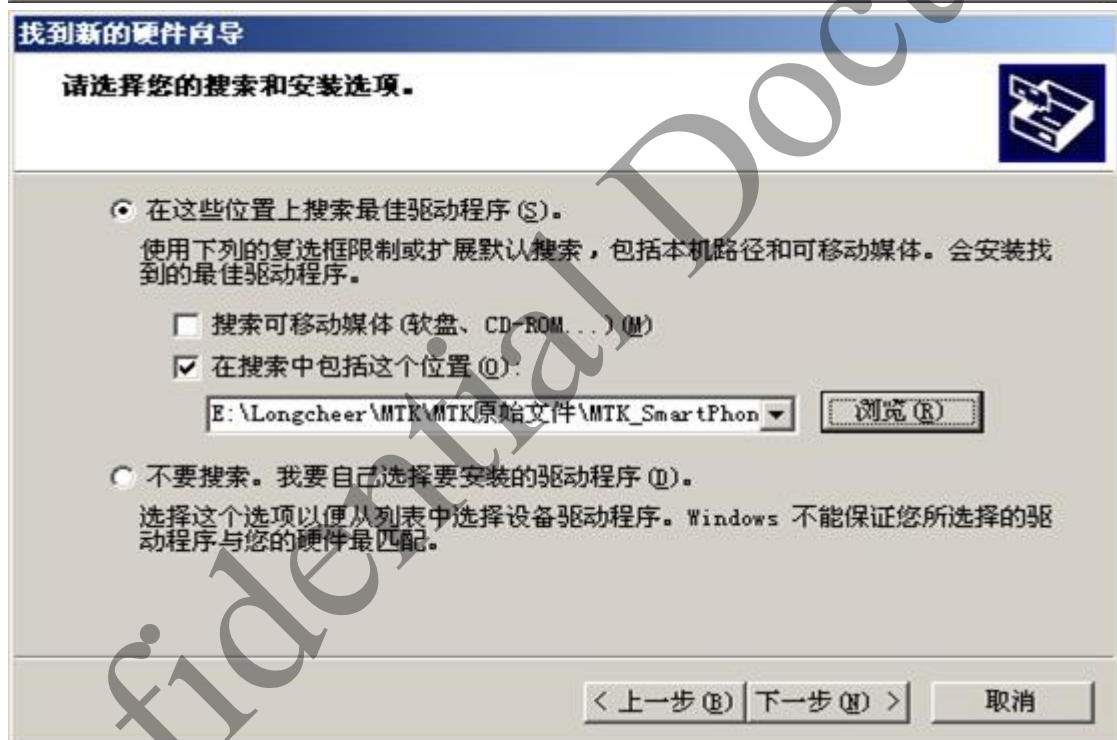 找到新的硬件向导
请选择您的搜索和安装选项。
在这些位置上搜索最佳驱动程序(S)。
使用下列的复选框限制或扩展默认搜索，包括本机路径和可移动媒体。会安装找
到的最佳驱动程序。
搜索可移动媒体(软盘、CD-ROM...)(M)
在搜索中包括这个位置(O):
E:\Longcheer\MTK\MTK原始文件\MTK_SmartPhon
浏览(R)
不要搜索。我要自己选择要安装的驱动程序(D)。
选择这个选项以便从列表中选择设备驱动程序。Windows 不能保证您所选择的驱
动程序与您的硬件最匹配。
< 上一步(B) 下一步(N) > 取消
fidential Docu